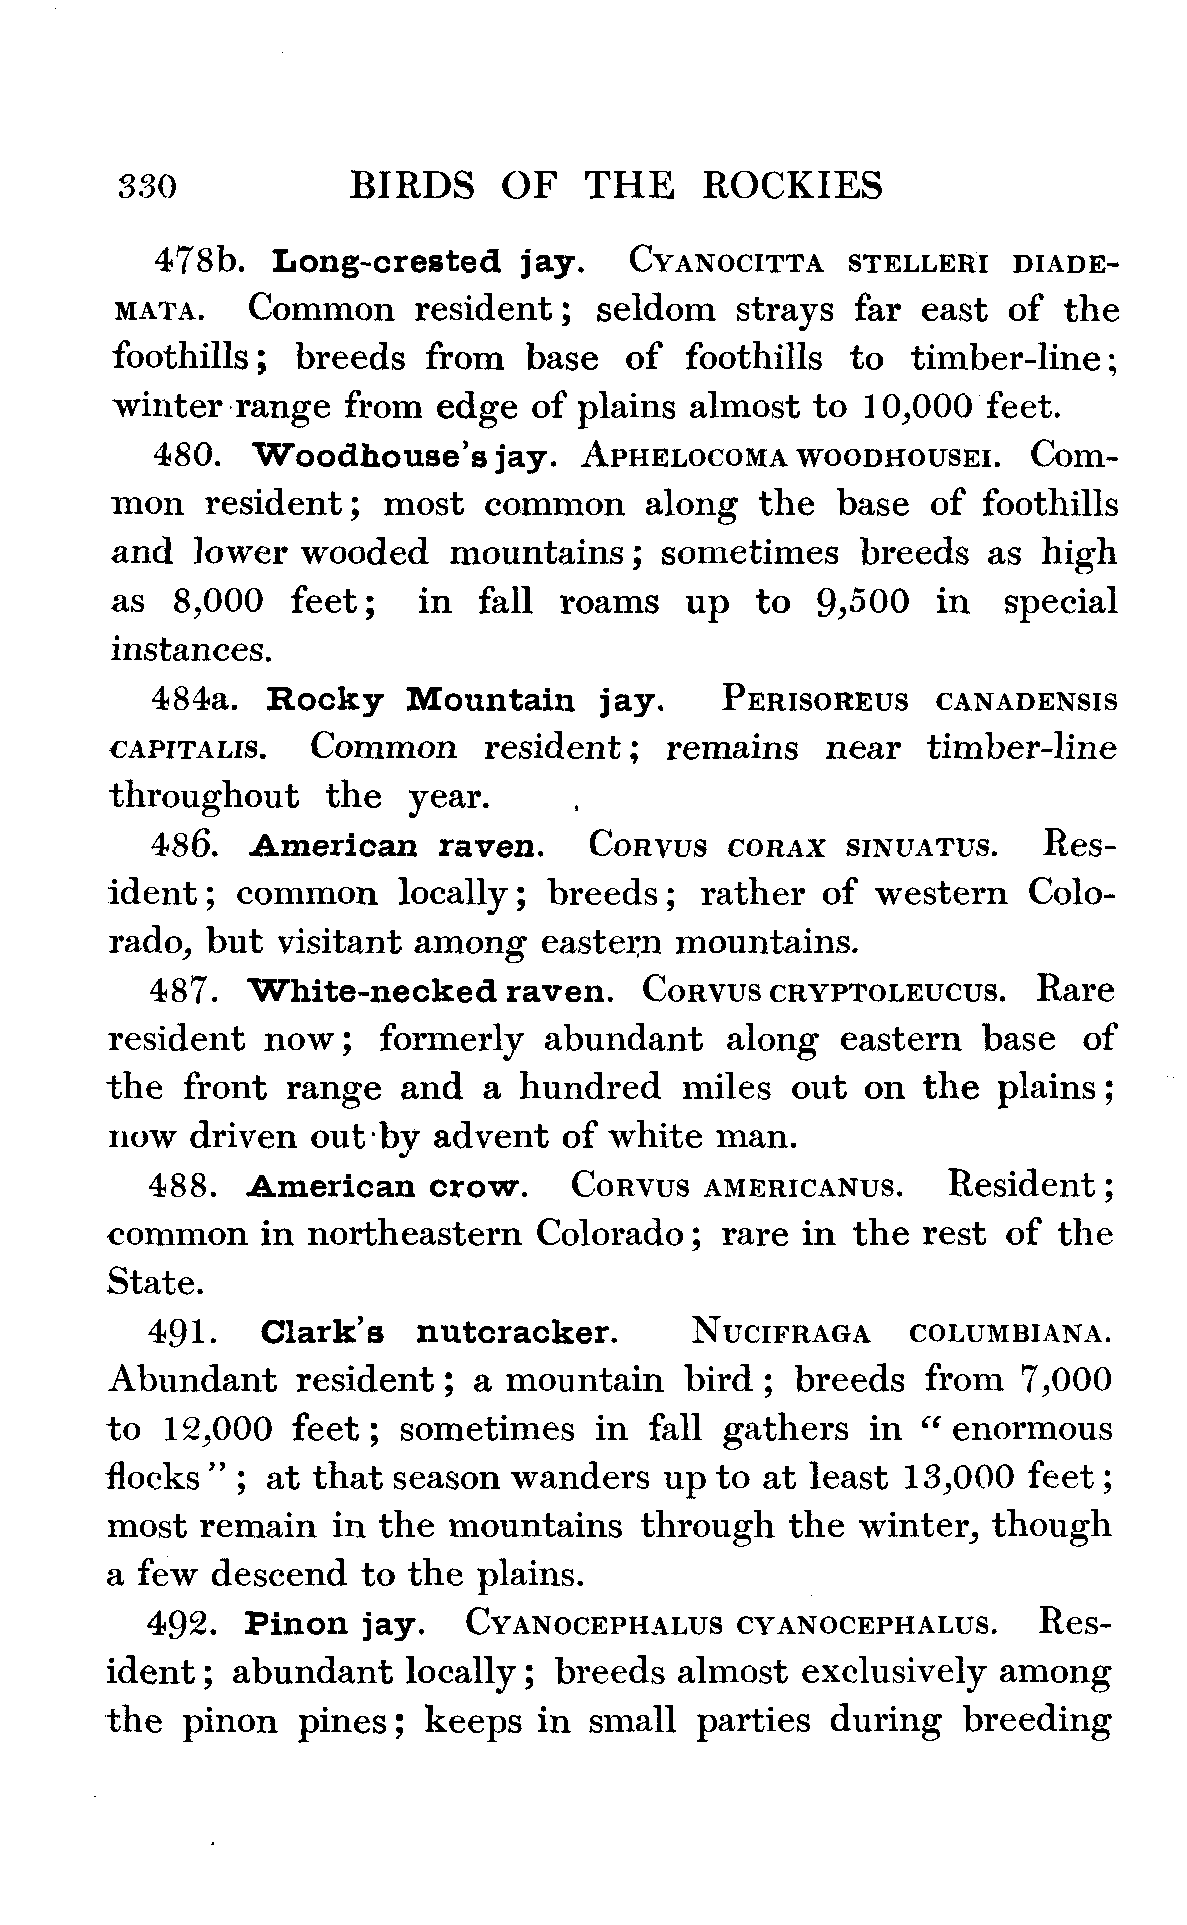 330 BIRDS OF THE ROCKIES
478b. Long-crested jay. CYANOCITTA STELLERI DIADE-
MATA. Common resident; seldom strays far east of the
foothills; breeds from base of foothills to timber-line;
winter range from edge of plains almost to 10,000 feet.
480. Woodhouse's jay. APHELOCOMA WOODHOUSEI. Com-
mon resident; most common along the base of foothills
and lower wooded mountains; sometimes breeds as high
as 8,000 feet; in fall roams up to 9,500 in special
instances.
484a. Rocky Mountain jay. PERISOREUS CANADENSIS
CAPITALIS. Common resident; remains near timber-line
throughout the year.
486. American raven. CORVUS CORAX SINUATUS. Res-
ident; common locally; breeds; rather of western Colo-
rado, but visitant among eastern mountains.
487. White-necked raven. CORVUS CRYPTOLEUCUS. Rare
resident now; formerly abundant along eastern base of
the front range and a hundred miles out on the plains;
now driven out by advent of white man.
488. American crow. CORVUS AMERICANUS. Resident;
common in northeastern Colorado; rare in the rest of the
State.
491. Clark's nutcracker. NUCIFRAGA COLUMBIANA.
Abundant resident; a mountain bird; breeds from 7,000
to 12,000 feet; sometimes in fall gathers in "enormous
flocks"; at that season wanders up to at least 13,000 feet;
most remain in the mountains through the winter, though
a few descend to the plains.
492. Pinon jay. CYANOCEPHALUS CYANOCEPHALUS. Res-
ident; abundant locally; breeds almost exclusively among
the pinon pines; keeps in small parties during breeding